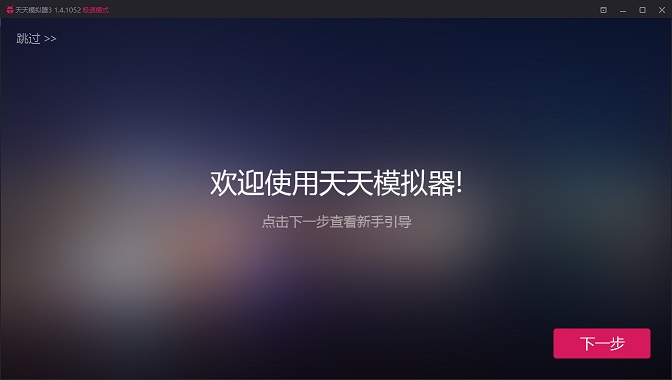 天天模拟器3 1.4.1052 极速模式
跳过 >>
欢迎使用天天模拟器!
点击下一步查看新手引导
下一步